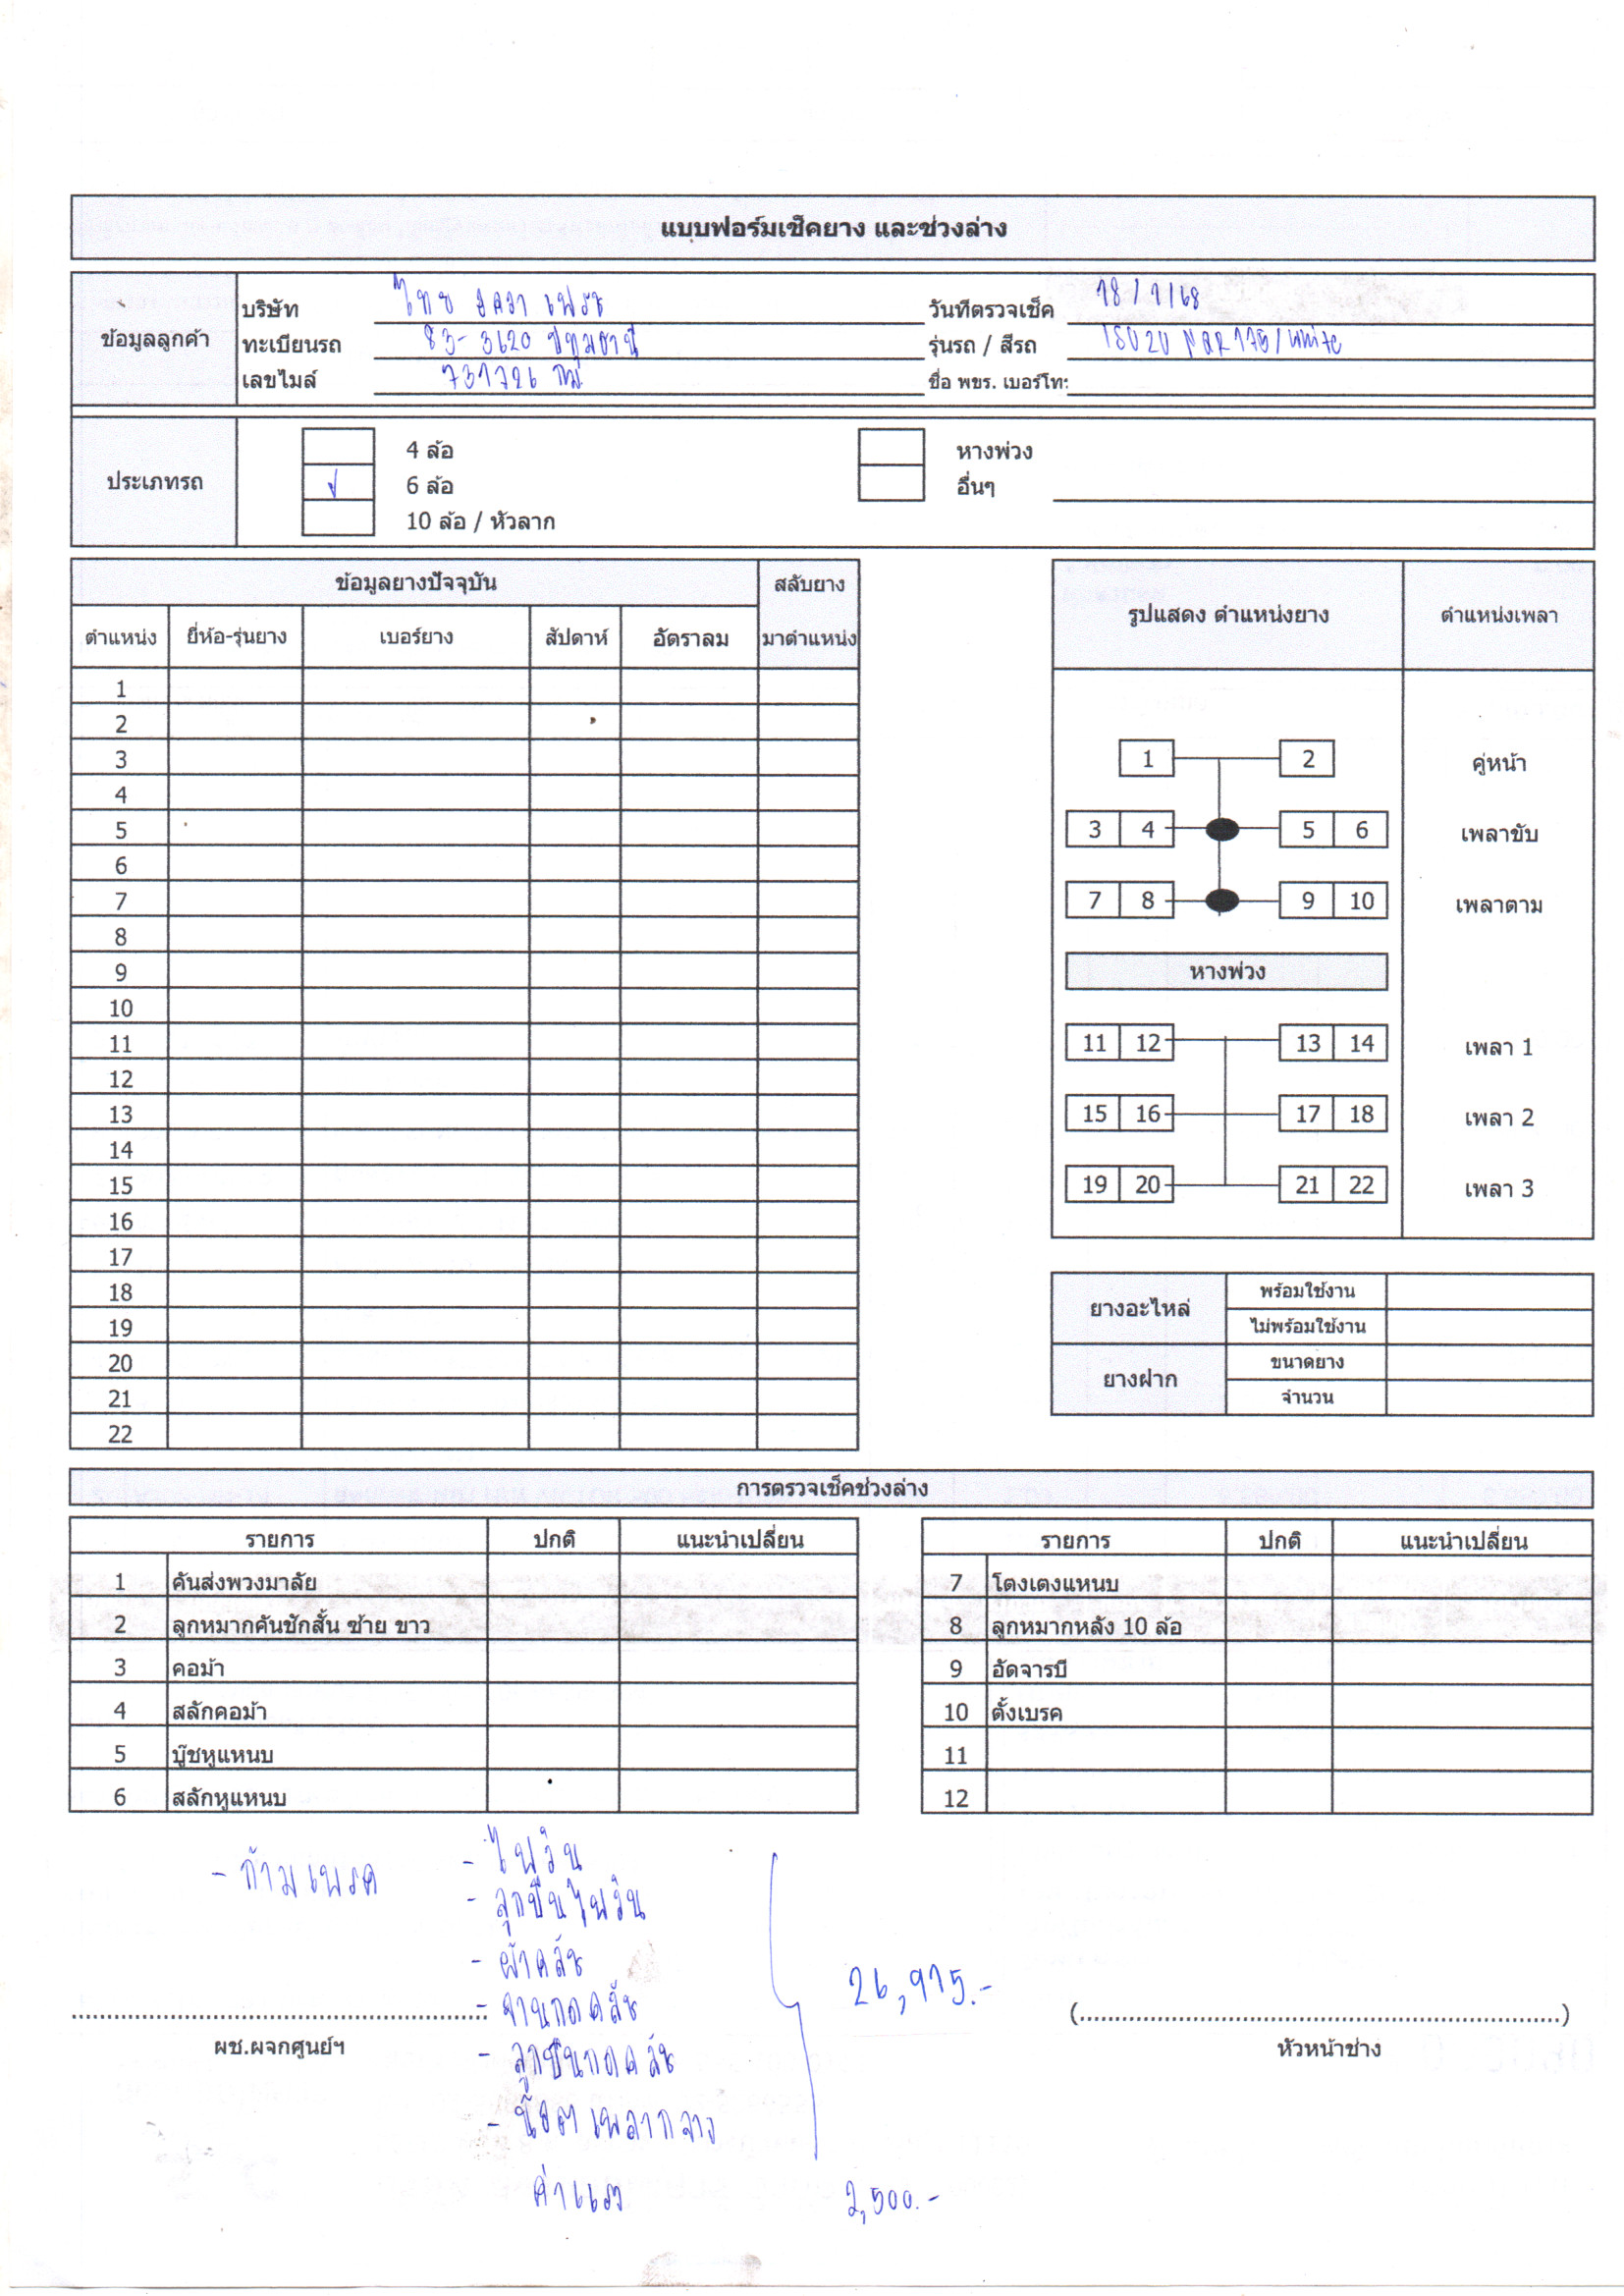 แบบฟอร์มเช็คยาง และช่วงล่าง
ข้อมูลลูกค้า
บริษัท ไทย
วันที่ตรวจเช็ค 18/1/68
ทะเบียนรถ 83-3620 ปทุมธานี
รุ่นรถ / สีรถ ISUZU NPR 175/White
เลขไมล์ 731726 กม
ชื่อ พขร. เบอร์โท:
ประเภทรถ
4 ล้อ
6 ล้อ
10 ล้อ / หัวลาก
หางพ่วง
อื่นๆ
ข้อมูลยางปัจจุบัน สลับยาง
ตำแหน่ง ยี่ห้อ-รุ่นยาง เบอร์ยาง สัปดาห์ อัตราลม มาตำแหน่ง
1
2
3
4
5
6
7
8
9
10
11
12
13
14
15
16
17
18
19
20
21
22
รูปแสดง ตำแหน่งยาง ตำแหน่งเพลา
1 2 คู่หน้า
3 4 5 6 เพลาขับ
7 8 9 10 เพลาตาม
หางพ่วง
11 12 13 14 เพลา 1
15 16 17 18 เพลา 2
19 20 21 22 เพลา 3
ยางอะไหล่ พร้อมใช้งาน
ไม่พร้อมใช้งาน
ยางฝาก ขนาดยาง
จำนวน
การตรวจเช็คช่วงล่าง
รายการ ปกติ แนะนำเปลี่ยน
1 คันส่งพวงมาลัย
2 ลูกหมากคันชักสั้น ซ้าย ขาว
3 คอม้า
4 สลักคอม้า
5 บู๊ชหูแหนบ
6 สลักหูแหนบ
รายการ ปกติ แนะนำเปลี่ยน
7 โตงเตงแหนบ
8 ลูกหมากหลัง 10 ล้อ
9 อัดจารบี
10 ตั้งเบรค
11
12
- ก้ามเบรค
- ไฟวิน
- ลูกปืนไฟวิน
- ผ้าคลัช
- จานกดคลัช
- ลูกปืนกดคลัช
- น๊อต เพลากลาง
26,975.-
ค่าแรง 2,500.-
ผช.ผจกศูนย์ฯ
(..............................)
หัวหน้าช่าง